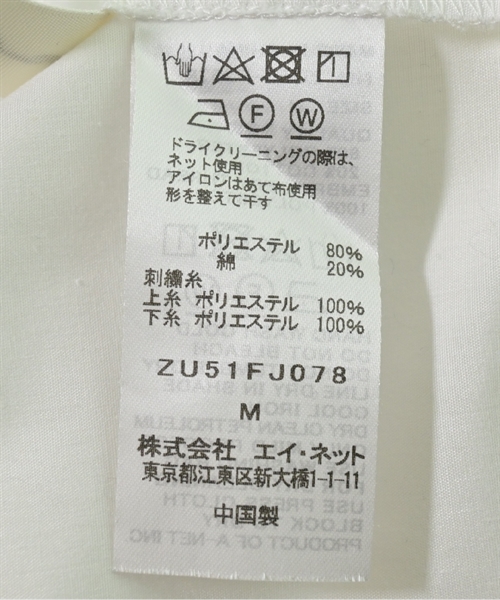 F W
ドライクリーニングの際は、
ネット使用
アイロンはあて布使用
形を整えて干す
ポリエステル 80%
綿 20%
刺繍糸
上糸 ポリエステル 100%
下糸 ポリエステル 100%
ZU51FJ078
M
株式会社 エイ・ネット
東京都江東区新大橋1-1-11
中国製